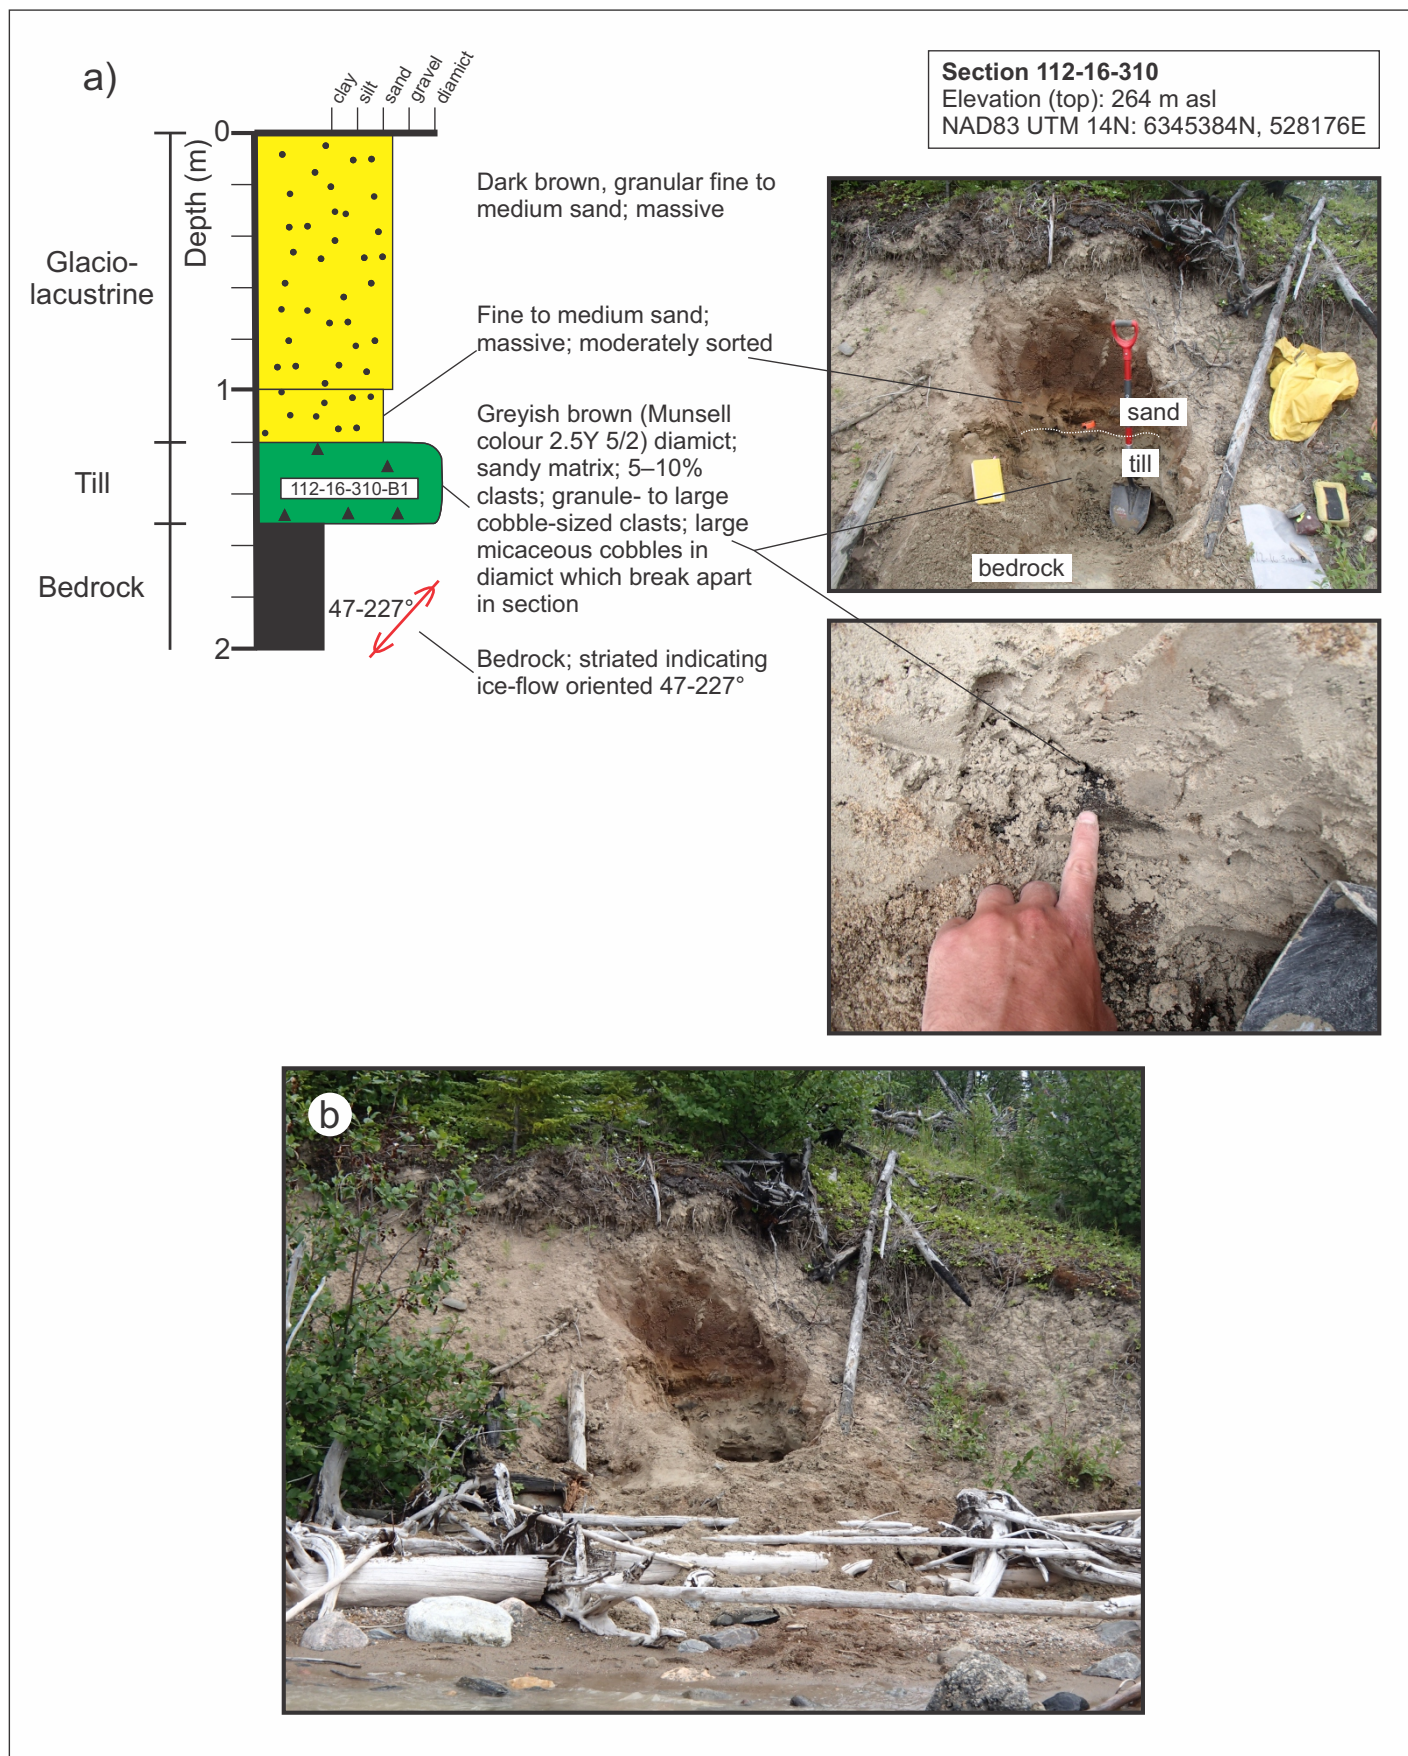 a)
clay
silt
sand
gravel
diamict
Section 112-16-310
Elevation (top): 264 m asl
NAD83 UTM 14N: 6345384N, 528176E
0
Depth (m)
1
2
Glacio-
lacustrine
Till
Bedrock
Dark brown, granular fine to
medium sand; massive
Fine to medium sand;
massive; moderately sorted
Greyish brown (Munsell
colour 2.5Y 5/2) diamict;
sandy matrix; 5–10%
clasts; granule- to large
cobble-sized clasts; large
micaceous cobbles in
diamict which break apart
in section
112-16-310-B1
47-227°
Bedrock; striated indicating
ice-flow oriented 47-227°
sand
till
bedrock
b